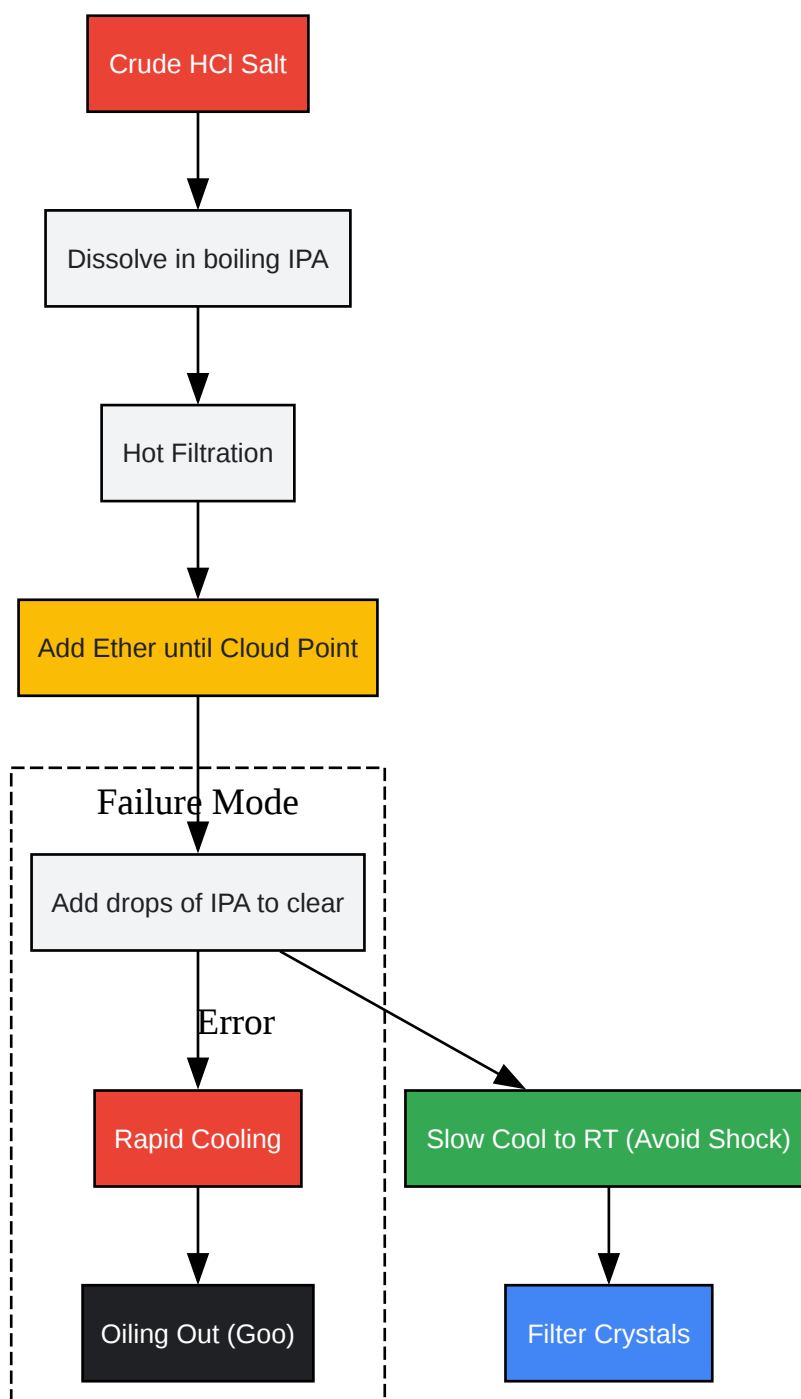 Crude HCl Salt
Dissolve in boiling IPA
Hot Filtration
Add Ether until Cloud Point
Failure Mode
Add drops of IPA to clear
Error
Rapid Cooling
Slow Cool to RT (Avoid Shock)
Oiling Out (Goo)
Filter Crystals